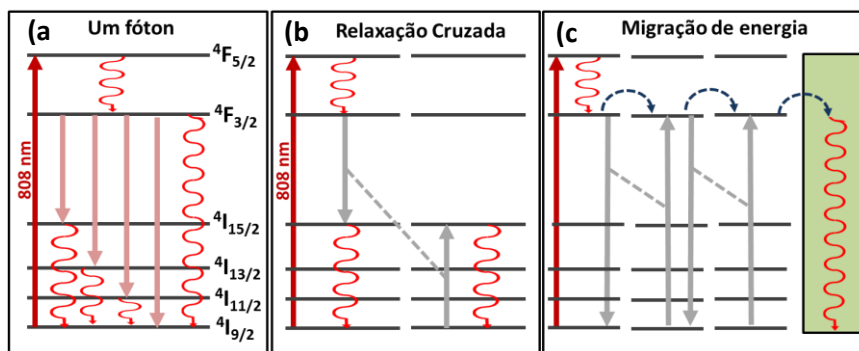 (a) Um fóton
(b) Relaxação Cruzada
(c) Migração de energia
⁴F₅/₂
⁴F₃/₂
808 nm
808 nm
⁴I₁₅/₂
⁴I₁₃/₂
⁴I₁₁/₂
⁴I₉/₂